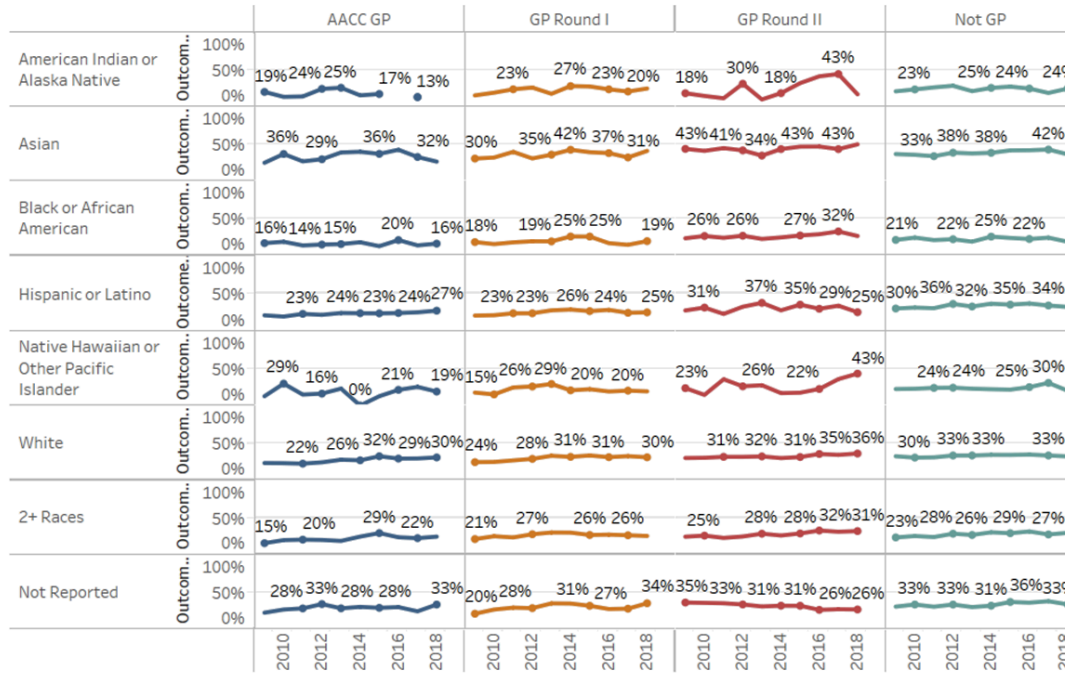 AACC GP GP Round I GP Round II Not GP
American Indian or
Alaska Native
Outcom..
100%
50%
0%
19% 24% 25% 17% 13%
23% 27% 23% 20%
18% 30% 18% 43%
23% 25% 24% 24%
Asian
Outcom..
100%
50%
0%
36% 29% 36% 32%
30% 35% 42% 37% 31%
43% 41% 34% 43% 43%
33% 38% 38% 42%
Black or African
American
Outcom..
100%
50%
0%
16% 14% 15% 20% 16%
18% 19% 25% 25% 19%
26% 26% 27% 32%
21% 22% 25% 22%
Hispanic or Latino
Outcome..
100%
50%
0%
23% 24% 23% 24% 27%
23% 23% 26% 24% 25%
31% 37% 35% 29% 25%
30% 36% 32% 35% 34%
Native Hawaiian or
Other Pacific
Islander
Outcom..
100%
50%
0%
29% 16% 0% 21% 19%
15% 26% 29% 20% 20%
23% 26% 22% 43%
24% 24% 25% 30%
White
Outcom..
100%
50%
0%
22% 26% 32% 29% 30%
24% 28% 31% 31% 30%
31% 32% 31% 35% 36%
30% 33% 33% 33%
2+ Races
Outcom..
100%
50%
0%
15% 20% 29% 22%
21% 27% 26% 26%
25% 28% 28% 32% 31%
23% 28% 26% 29% 27%
Not Reported
Outcom..
100%
50%
0%
28% 33% 28% 28% 33%
20% 28% 31% 27% 34%
35% 33% 31% 31% 26% 26%
33% 33% 31% 36% 33%
2010 2012 2014 2016 2018 2010 2012 2014 2016 2018 2010 2012 2014 2016 2018 2010 2012 2014 2016 2018